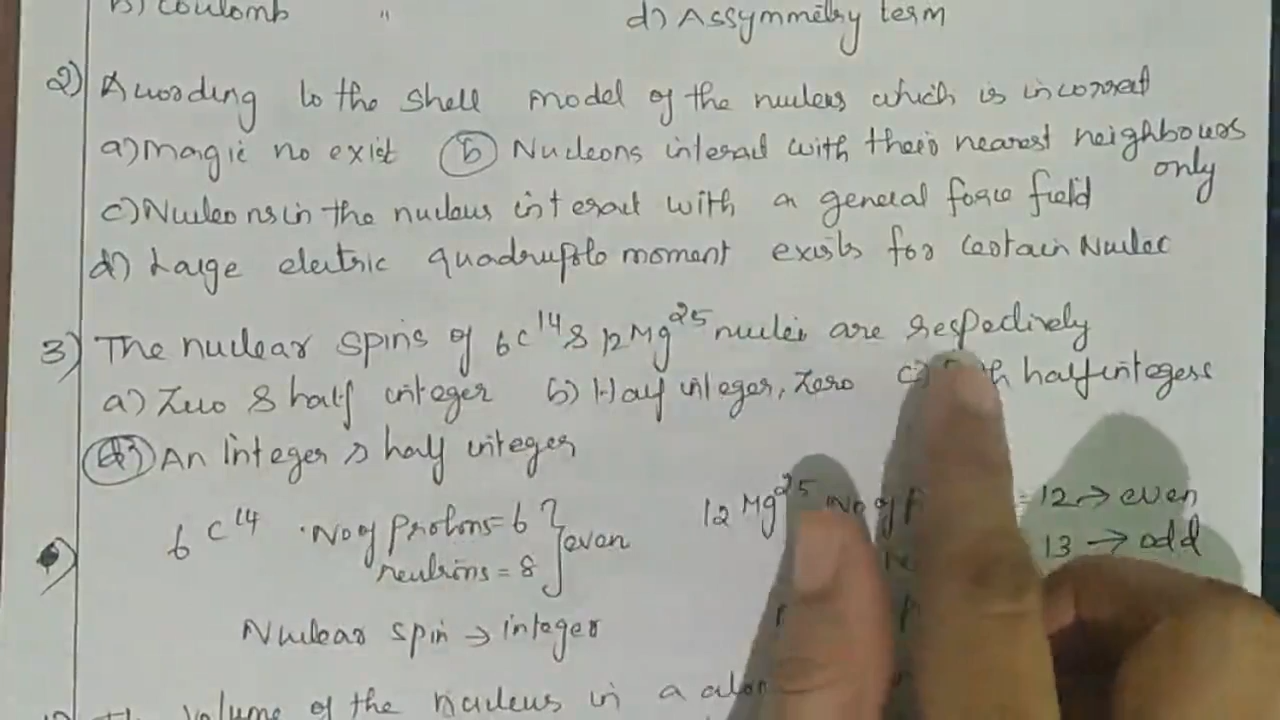 b) Coulomb " d) Assymmetry term
2) According to the shell model of the nucleus which is incorrect
a) Magic no exist b) Nucleons interact with their nearest neighbours only
c) Nucleons in the nucleus interact with a general force field
d) Large electric quadrupole moment exists for certain Nuclei
3) The nuclear spins of 6C14 & 12Mg25 nuclei are respectively
a) Zero & half integer b) Half integer, Zero c) half integers
d) An integer & half integer
6C14 No of protons = 6 } even 12Mg25 No of = 12 → even
neutrons = 8 13 → odd
Nuclear spin → integer
volume of the nucleus in a